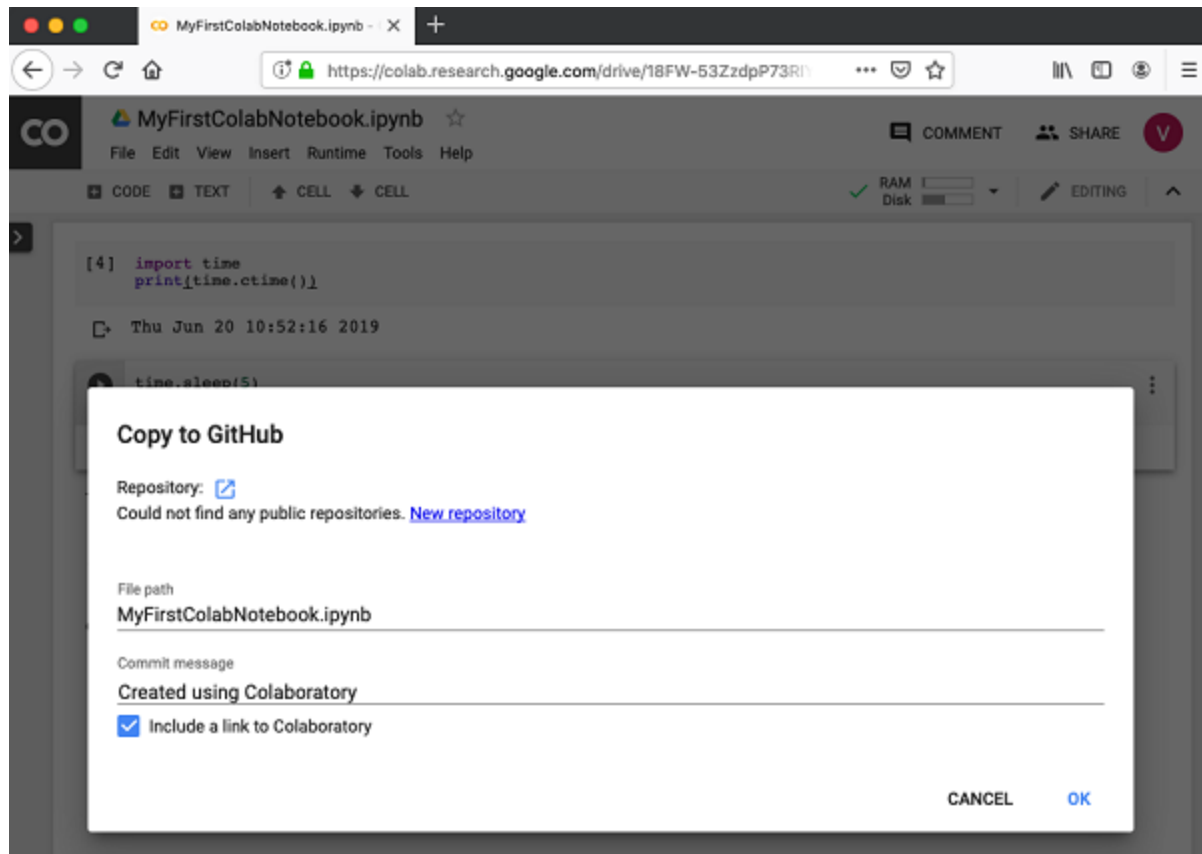 CO MyFirstColabNotebook.ipynb -
https://colab.research.google.com/drive/18FW-53ZzdpP73RI
CO MyFirstColabNotebook.ipynb
COMMENT SHARE V
File Edit View Insert Runtime Tools Help
CODE TEXT CELL CELL RAM Disk EDITING
[4] import time
print(time.ctime())
Thu Jun 20 10:52:16 2019
time.sleep(5)
Copy to GitHub
Repository:
Could not find any public repositories. New repository
File path
MyFirstColabNotebook.ipynb
Commit message
Created using Colaboratory
Include a link to Colaboratory
CANCEL OK